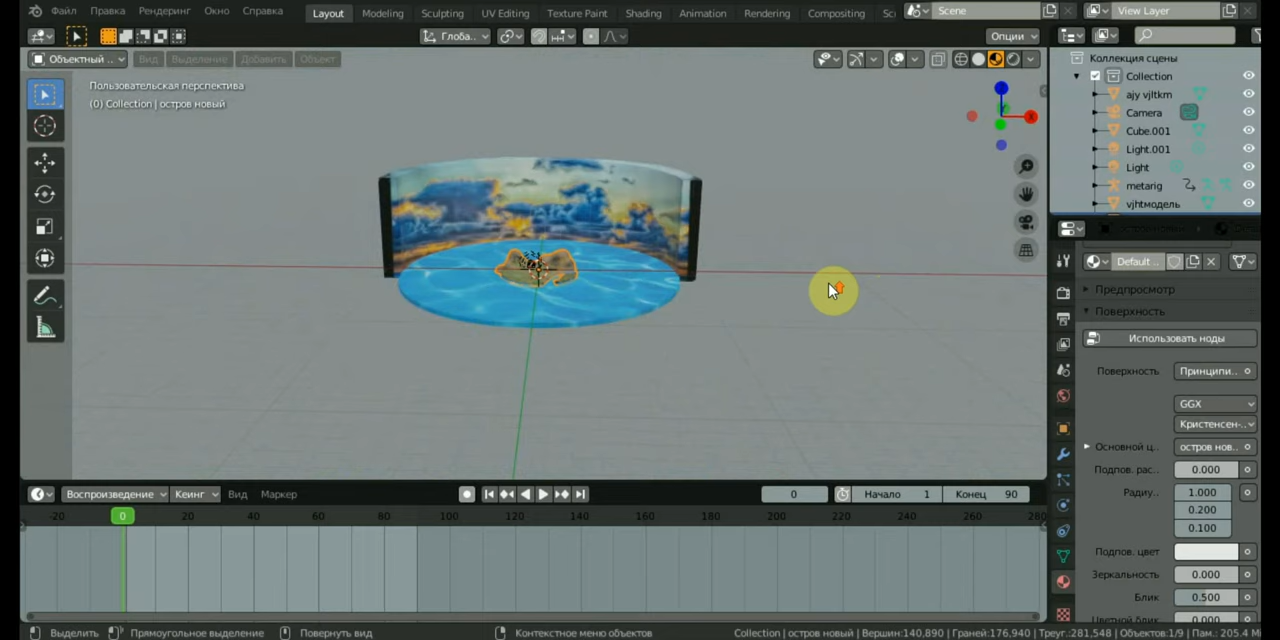 Файл Правка Рендеринг Окно Справка Layout Modeling Sculpting UV Editing Texture Paint Shading Animation Rendering Compositing Sc Scene View Layer
Глоба.. Опции
Объектный .. Вид Выделение Добавить Объект
Пользовательская перспектива
(0) Collection | остров новый
X
Коллекция сцены
Collection
ajy vjltkm
Camera
Cube.001
Light.001
Light
metarig
vjhtмодель
Default ..
Предпросмотр
Поверхность
Использовать ноды
Поверхность Принципи..
GGX
Кристенсен-..
Основной ц.. остров нов..
Подпов. рас.. 0.000
Радиу.. 1.000
0.200
0.100
Подпов. цвет
Зеркальность 0.000
Блик 0.500
Воспроизведение Кеинг Вид Маркер 0 Начало 1 Конец 90
-20 0 20 40 60 80 100 120 140 160 180 200 220 240 260 280
Выделить Прямоугольное выделение Повернуть вид Контекстное меню объектов Collection | остров новый | Вершин:140,890 | Граней:176,940 | Треуг.:281,548 | Объекты:1/9 | Пам: 205.4 M